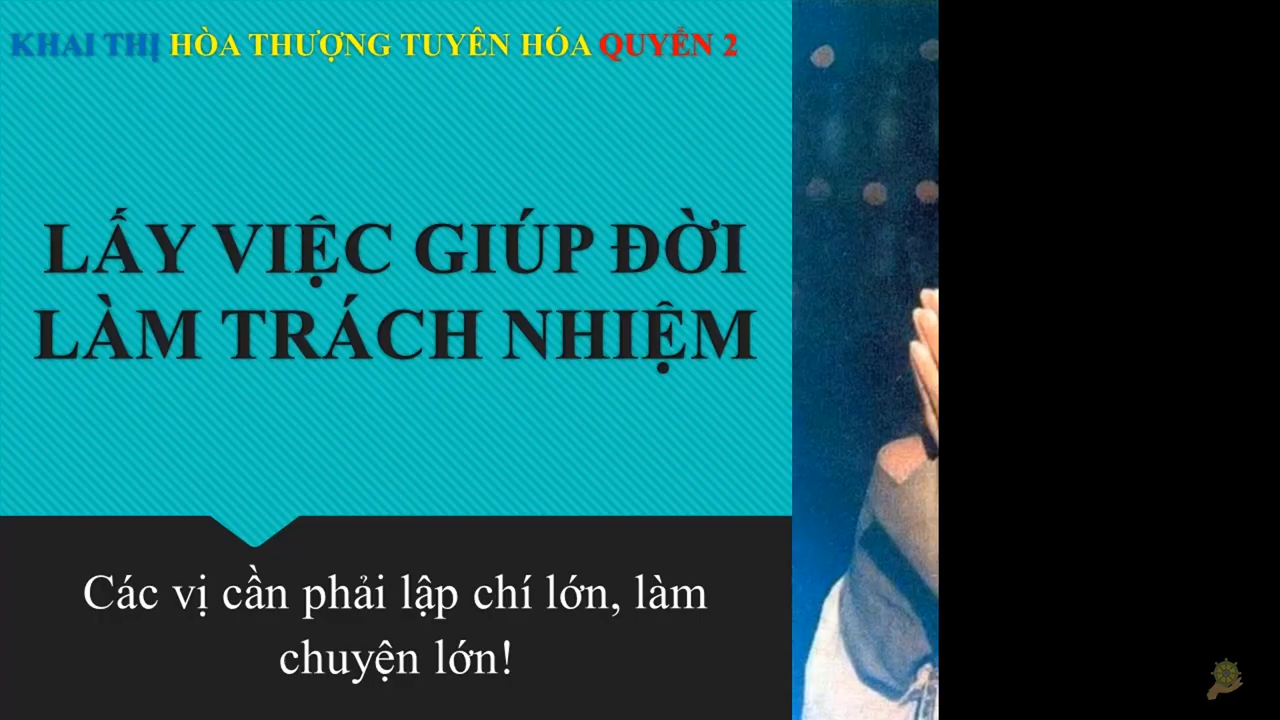 KHAI THỊ HÒA THƯỢNG TUYÊN HÓA QUYỂN 2
LẤY VIỆC GIÚP ĐỜI
LÀM TRÁCH NHIỆM
Các vị cần phải lập chí lớn, làm
chuyện lớn!